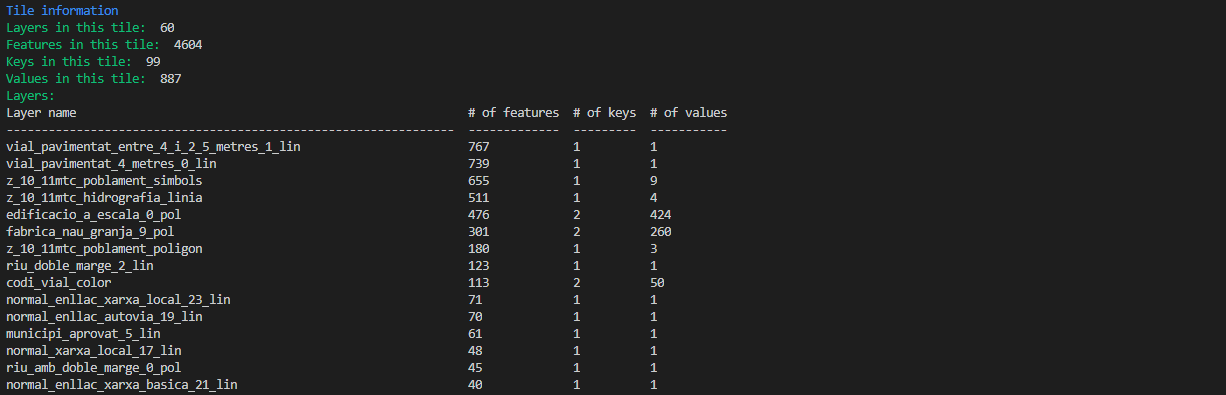 Tile information
Layers in this tile:  60
Features in this tile:  4604
Keys in this tile:  99
Values in this tile:  887
Layers:
Layer name                                                        # of features  # of keys  # of values
----------------------------------------------------------------  -------------  ---------  -----------
vial_pavimentat_entre_4_i_2_5_metres_1_lin                        767            1          1
vial_pavimentat_4_metres_0_lin                                    739            1          1
z_10_11mtc_poblament_simbols                                      655            1          9
z_10_11mtc_hidrografia_linia                                      511            1          4
edificacio_a_escala_0_pol                                         476            2          424
fabrica_nau_granja_9_pol                                          301            2          260
z_10_11mtc_poblament_poligon                                      180            1          3
riu_doble_marge_2_lin                                             123            1          1
codi_vial_color                                                   113            2          50
normal_enllac_xarxa_local_23_lin                                  71             1          1
normal_enllac_autovia_19_lin                                      70             1          1
municipi_aprovat_5_lin                                            61             1          1
normal_xarxa_local_17_lin                                         48             1          1
riu_amb_doble_marge_0_pol                                         45             1          1
normal_enllac_xarxa_basica_21_lin                                 40             1          1